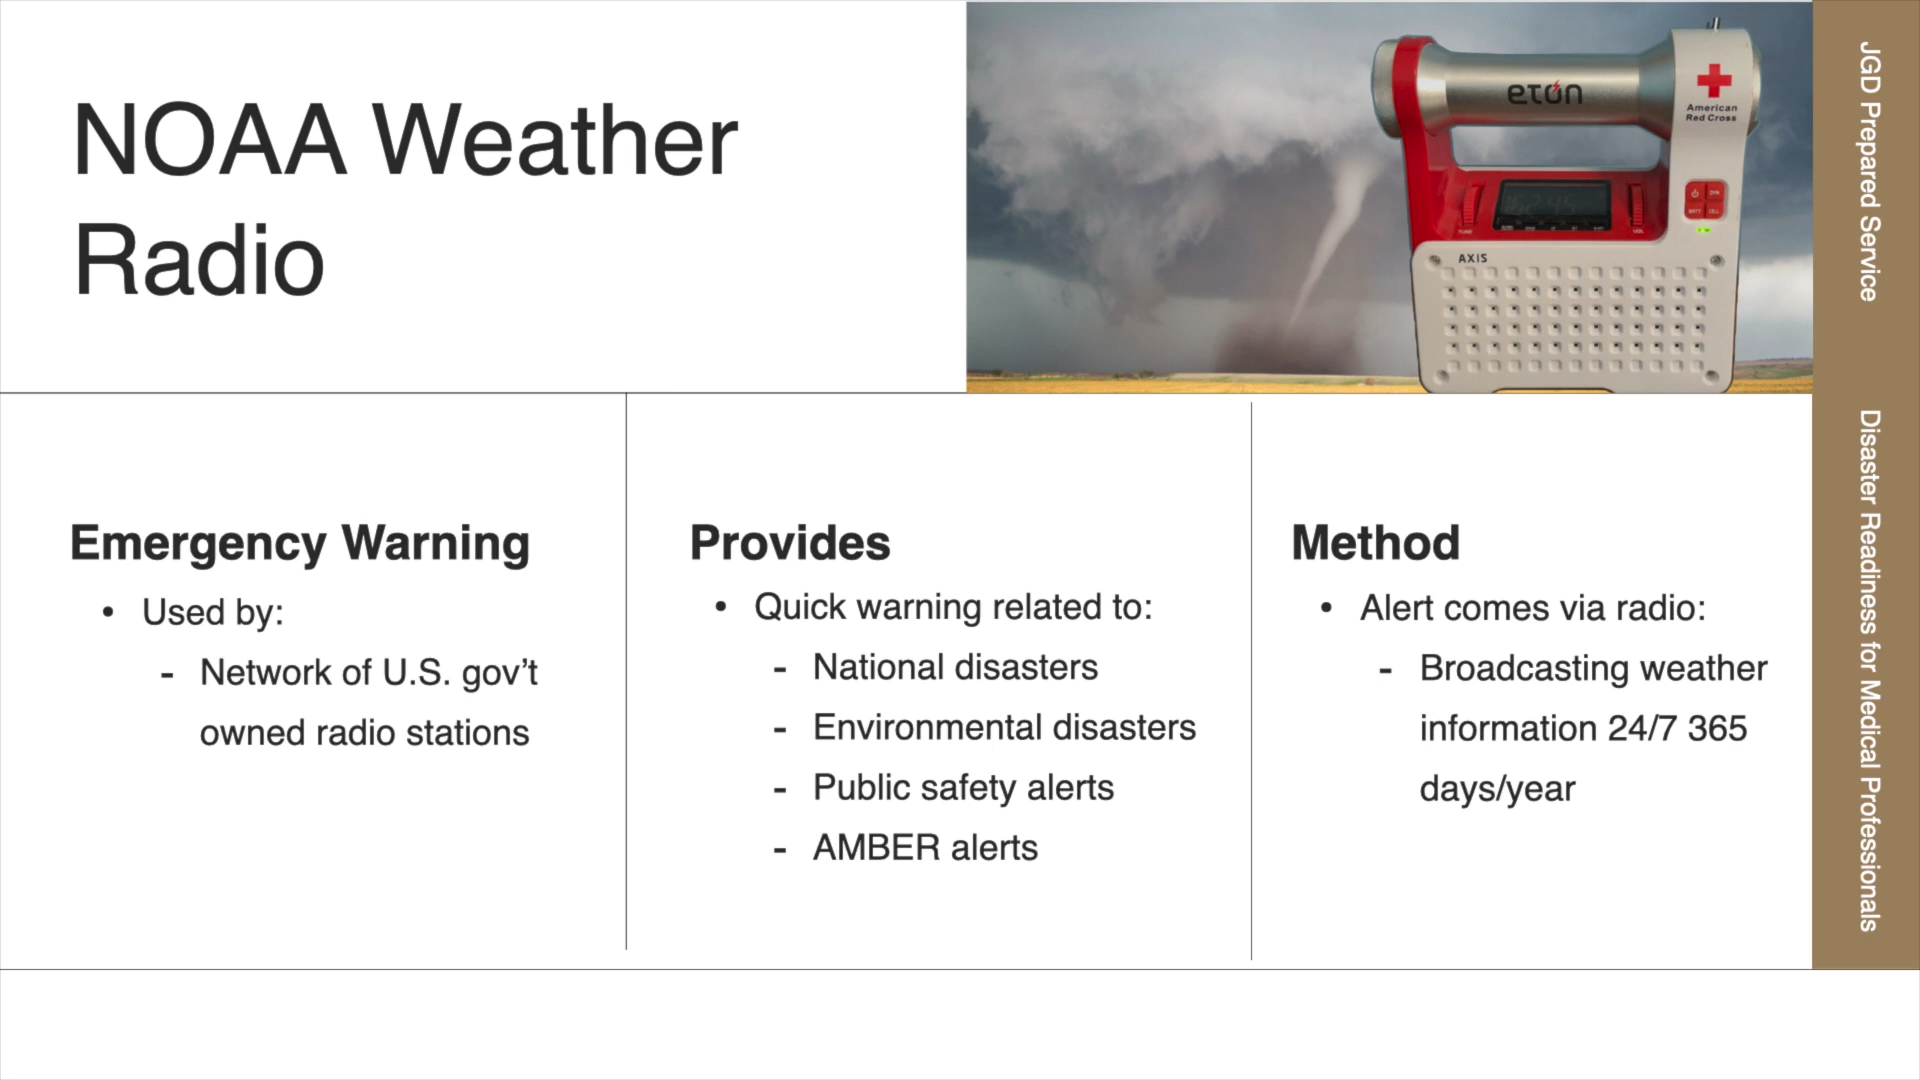 NOAA Weather
Radio
etón
American
Red Cross
TUNE
VOL
AXIS
Emergency Warning
• Used by:
- Network of U.S. gov’t
owned radio stations
Provides
• Quick warning related to:
- National disasters
- Environmental disasters
- Public safety alerts
- AMBER alerts
Method
• Alert comes via radio:
- Broadcasting weather
information 24/7 365
days/year
JGD Prepared Service
Disaster Readiness for Medical Professionals